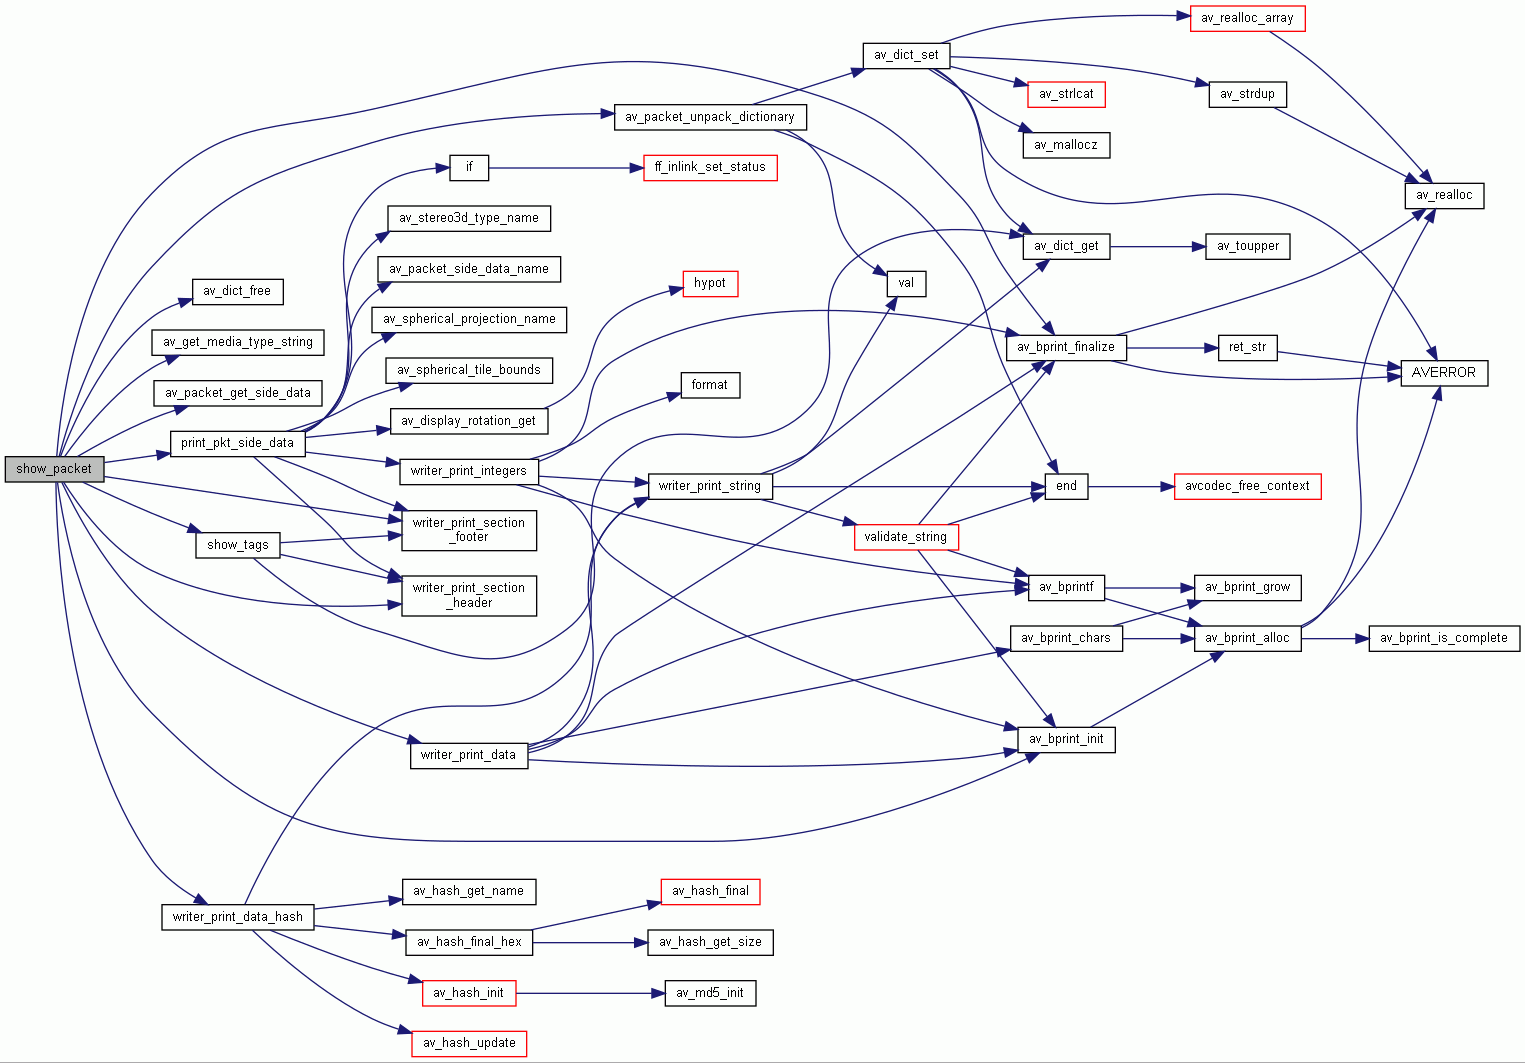 av_realloc_array
av_dict_set
av_strlcat
av_strdup
av_packet_unpack_dictionary
av_mallocz
if
ff_inlink_set_status
av_realloc
av_stereo3d_type_name
av_dict_get
av_toupper
av_packet_side_data_name
av_dict_free
hypot
val
av_spherical_projection_name
av_get_media_type_string
av_bprint_finalize
ret_str
av_spherical_tile_bounds
AVERROR
av_packet_get_side_data
format
av_display_rotation_get
print_pkt_side_data
show_packet
writer_print_integers
writer_print_string
end
avcodec_free_context
writer_print_section
_footer
show_tags
validate_string
writer_print_section
_header
av_bprintf
av_bprint_grow
av_bprint_chars
av_bprint_alloc
av_bprint_is_complete
av_bprint_init
writer_print_data
av_hash_get_name
av_hash_final
writer_print_data_hash
av_hash_final_hex
av_hash_get_size
av_hash_init
av_md5_init
av_hash_update